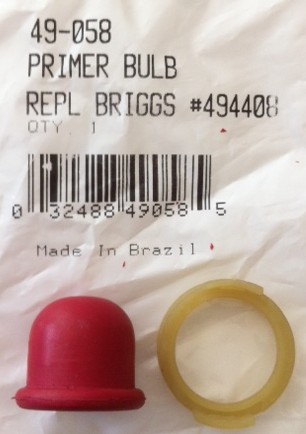 49-058
PRIMER BULB
REPL BRIGGS #494408
QTY 1
0 32488 49058 5
Made In Brazil